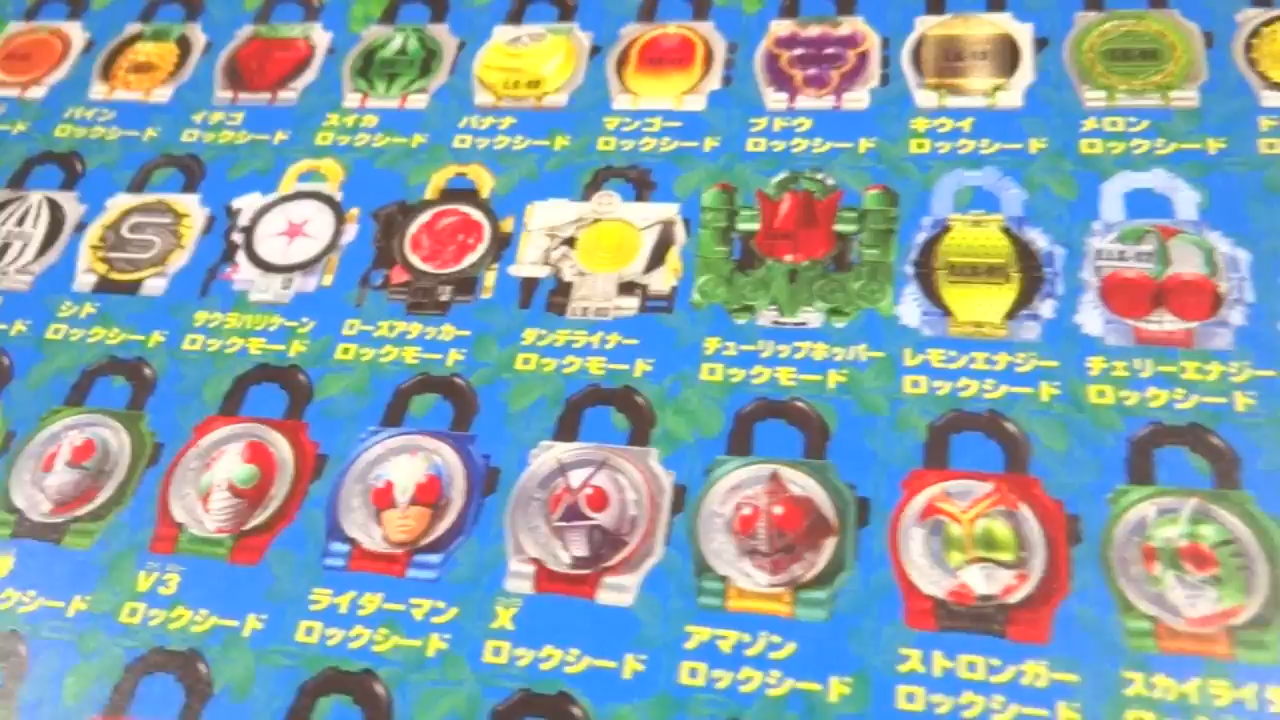 パイン
ロックシード
イチゴ
ロックシード
スイカ
ロックシード
バナナ
ロックシード
マンゴー
ロックシード
ブドウ
ロックシード
キウイ
ロックシード
メロン
ロックシード
シド
ロックシード
サクラハリケーン
ロックモード
ローズアタッカー
ロックモード
ダンデライナー
ロックモード
チューリップホッパー
ロックモード
レモンエナジー
ロックシード
チェリーエナジー
ロックシード
V3
ロックシード
ライダーマン
ロックシード
X
ロックシード
アマゾン
ロックシード
ストロンガー
ロックシード
スカイライ